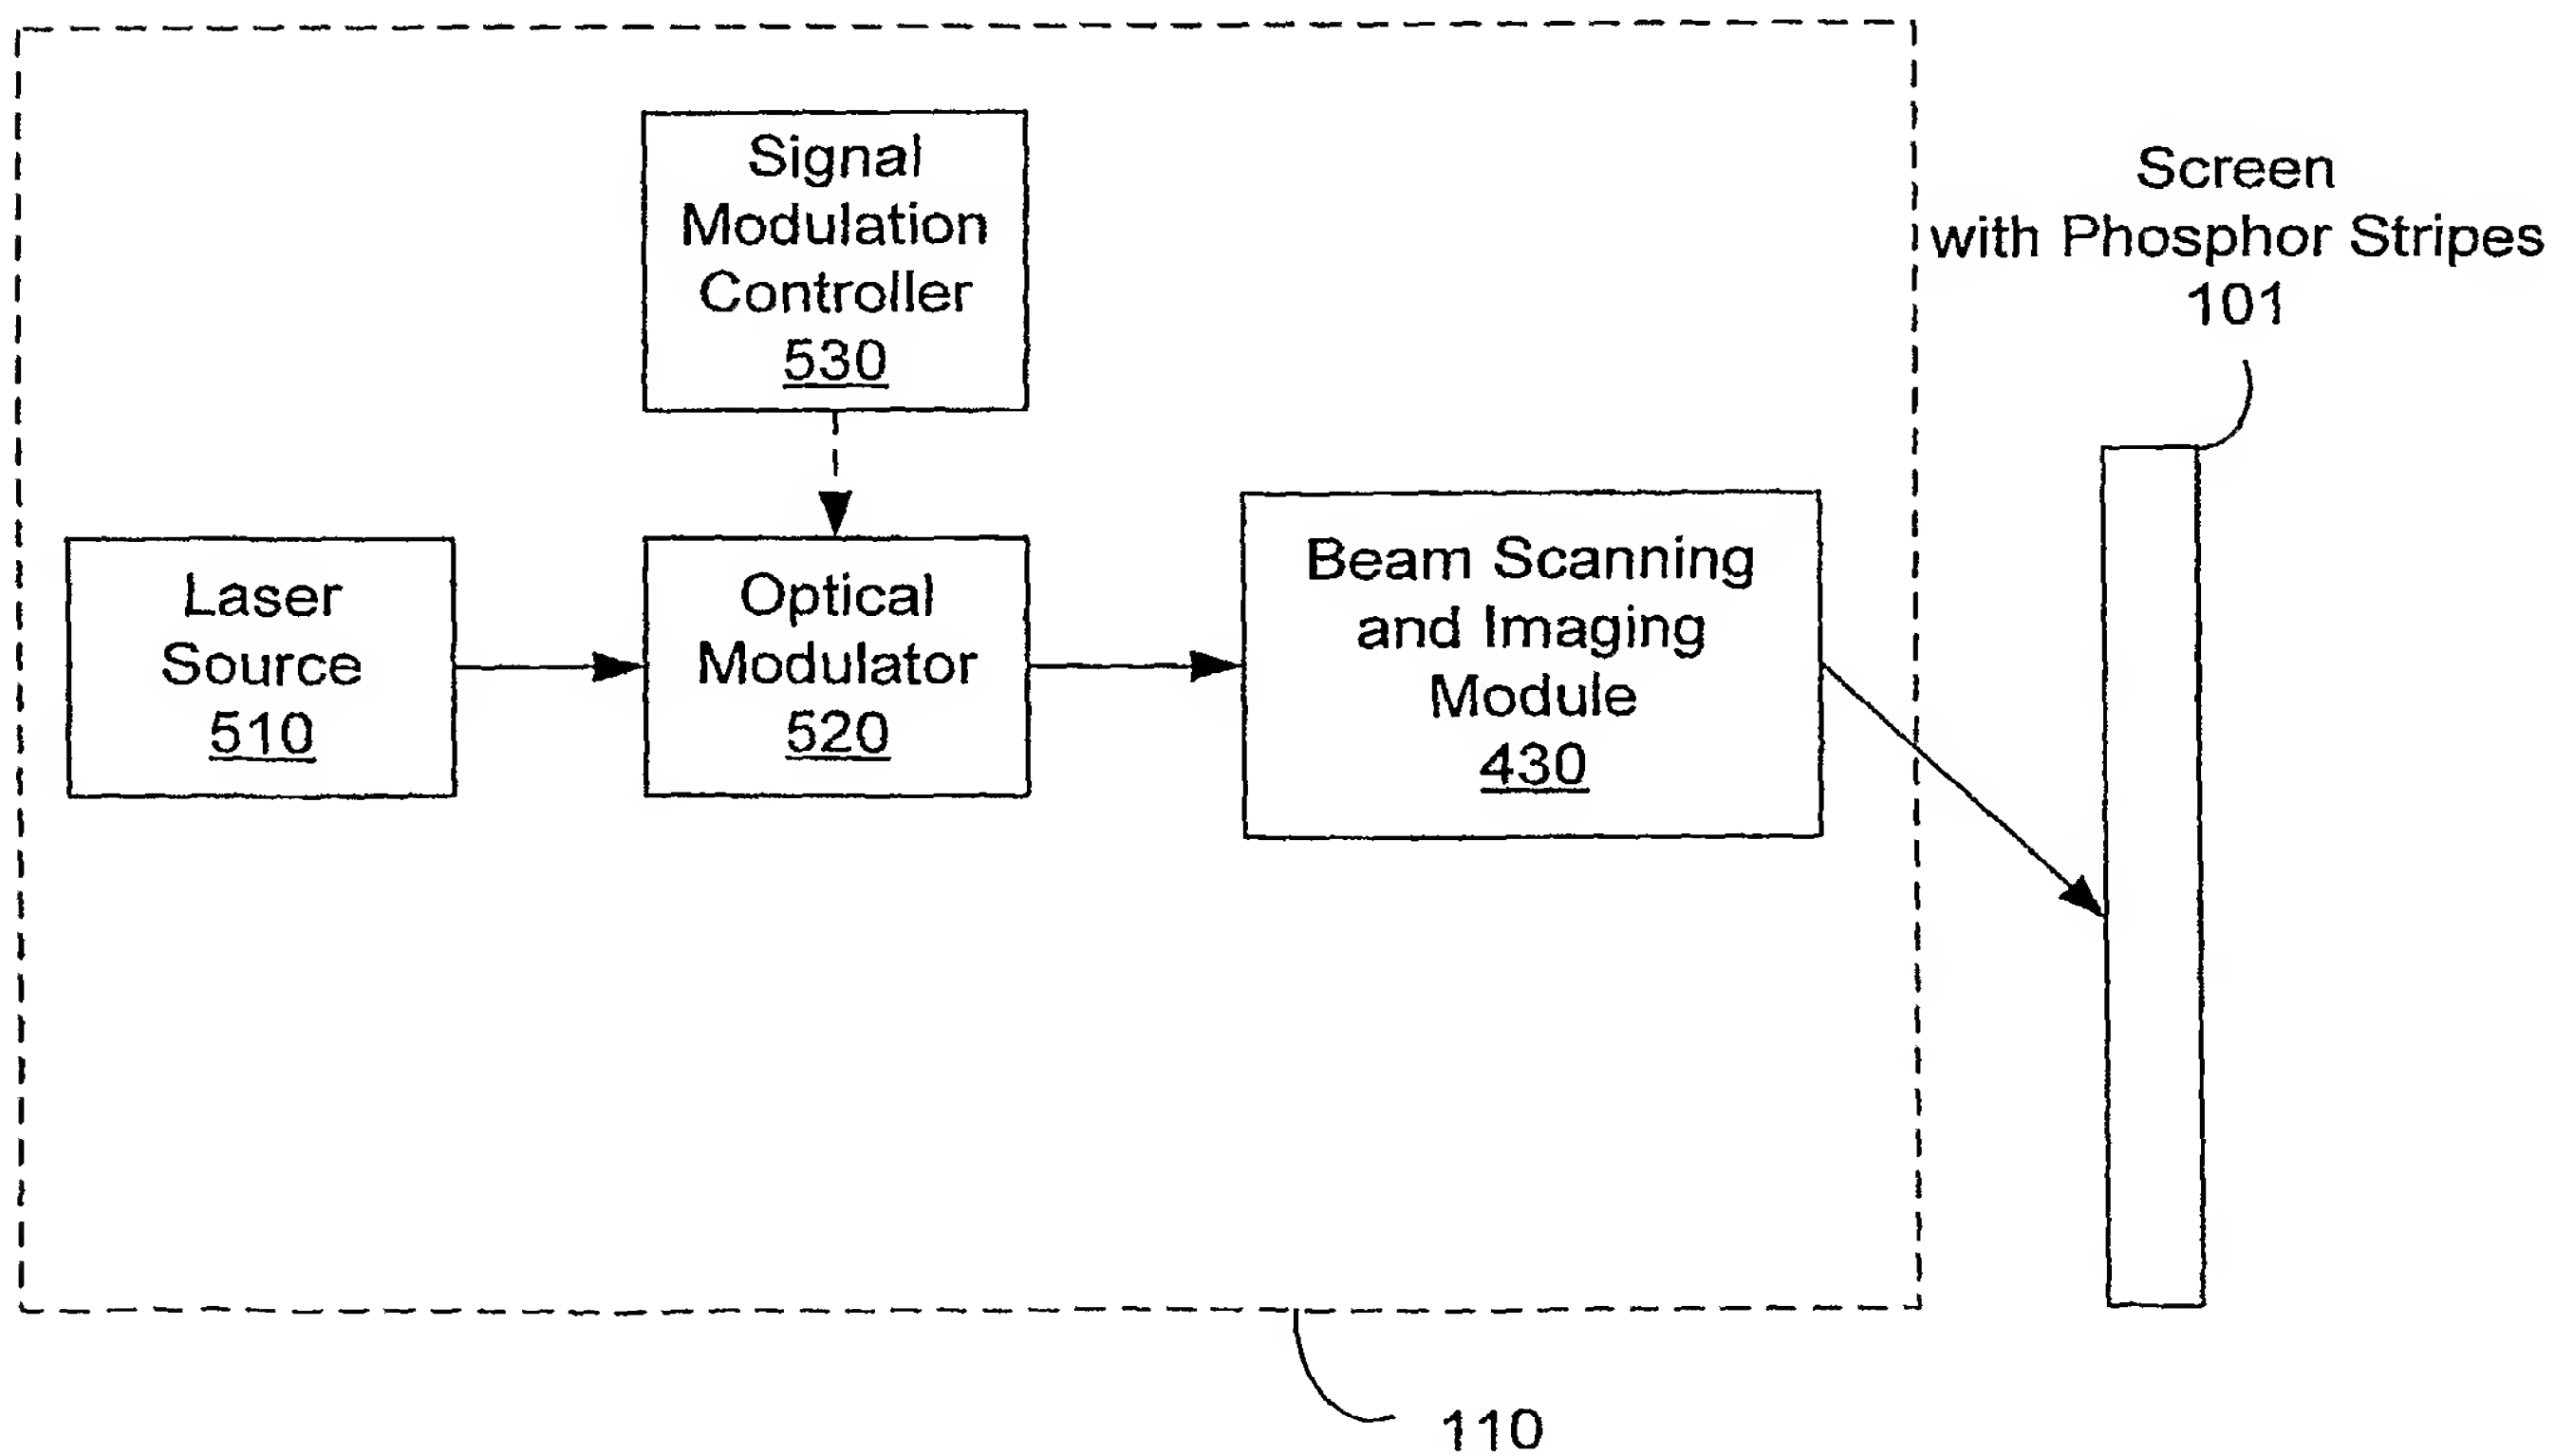 Signal
Modulation
Controller
530
Screen
with Phosphor Stripes
101
Laser
Source
510
Optical
Modulator
520
Beam Scanning
and Imaging
Module
430
110